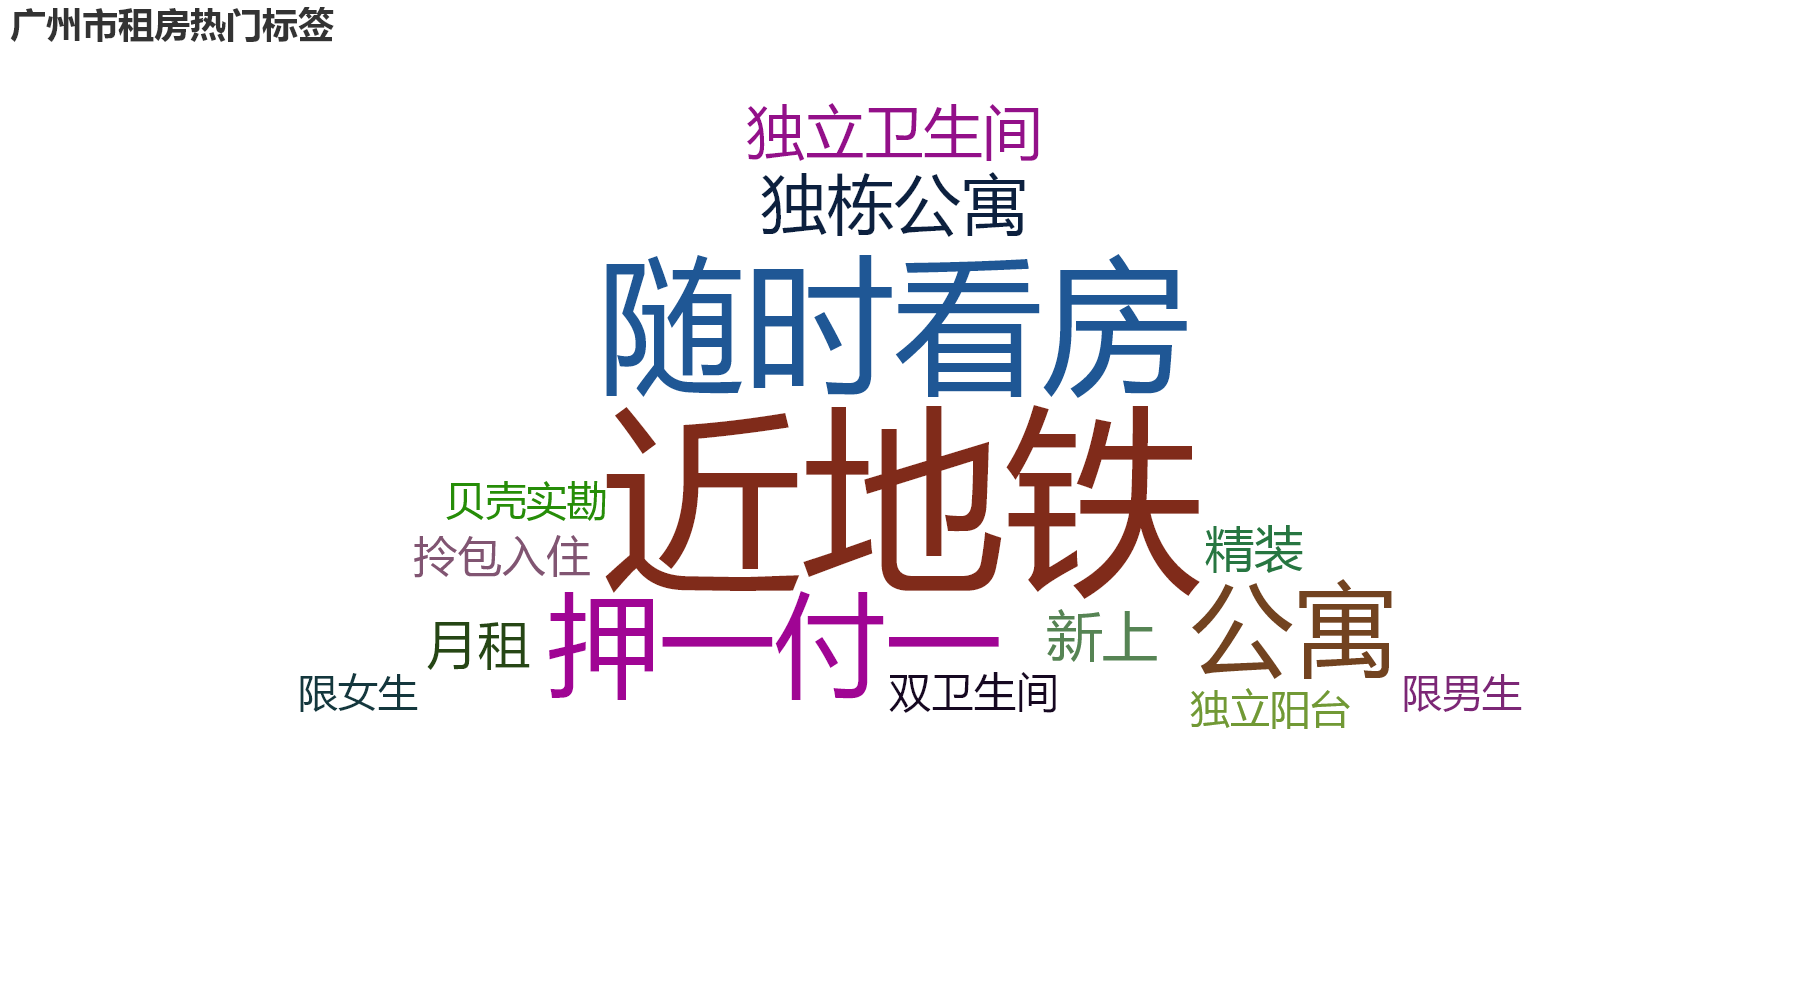 广州市租房热门标签
独立卫生间
独栋公寓
随时看房
近地铁
贝壳实勘
拎包入住
精装
公寓
押一付一
月租
新上
限女生
双卫生间
独立阳台
限男生